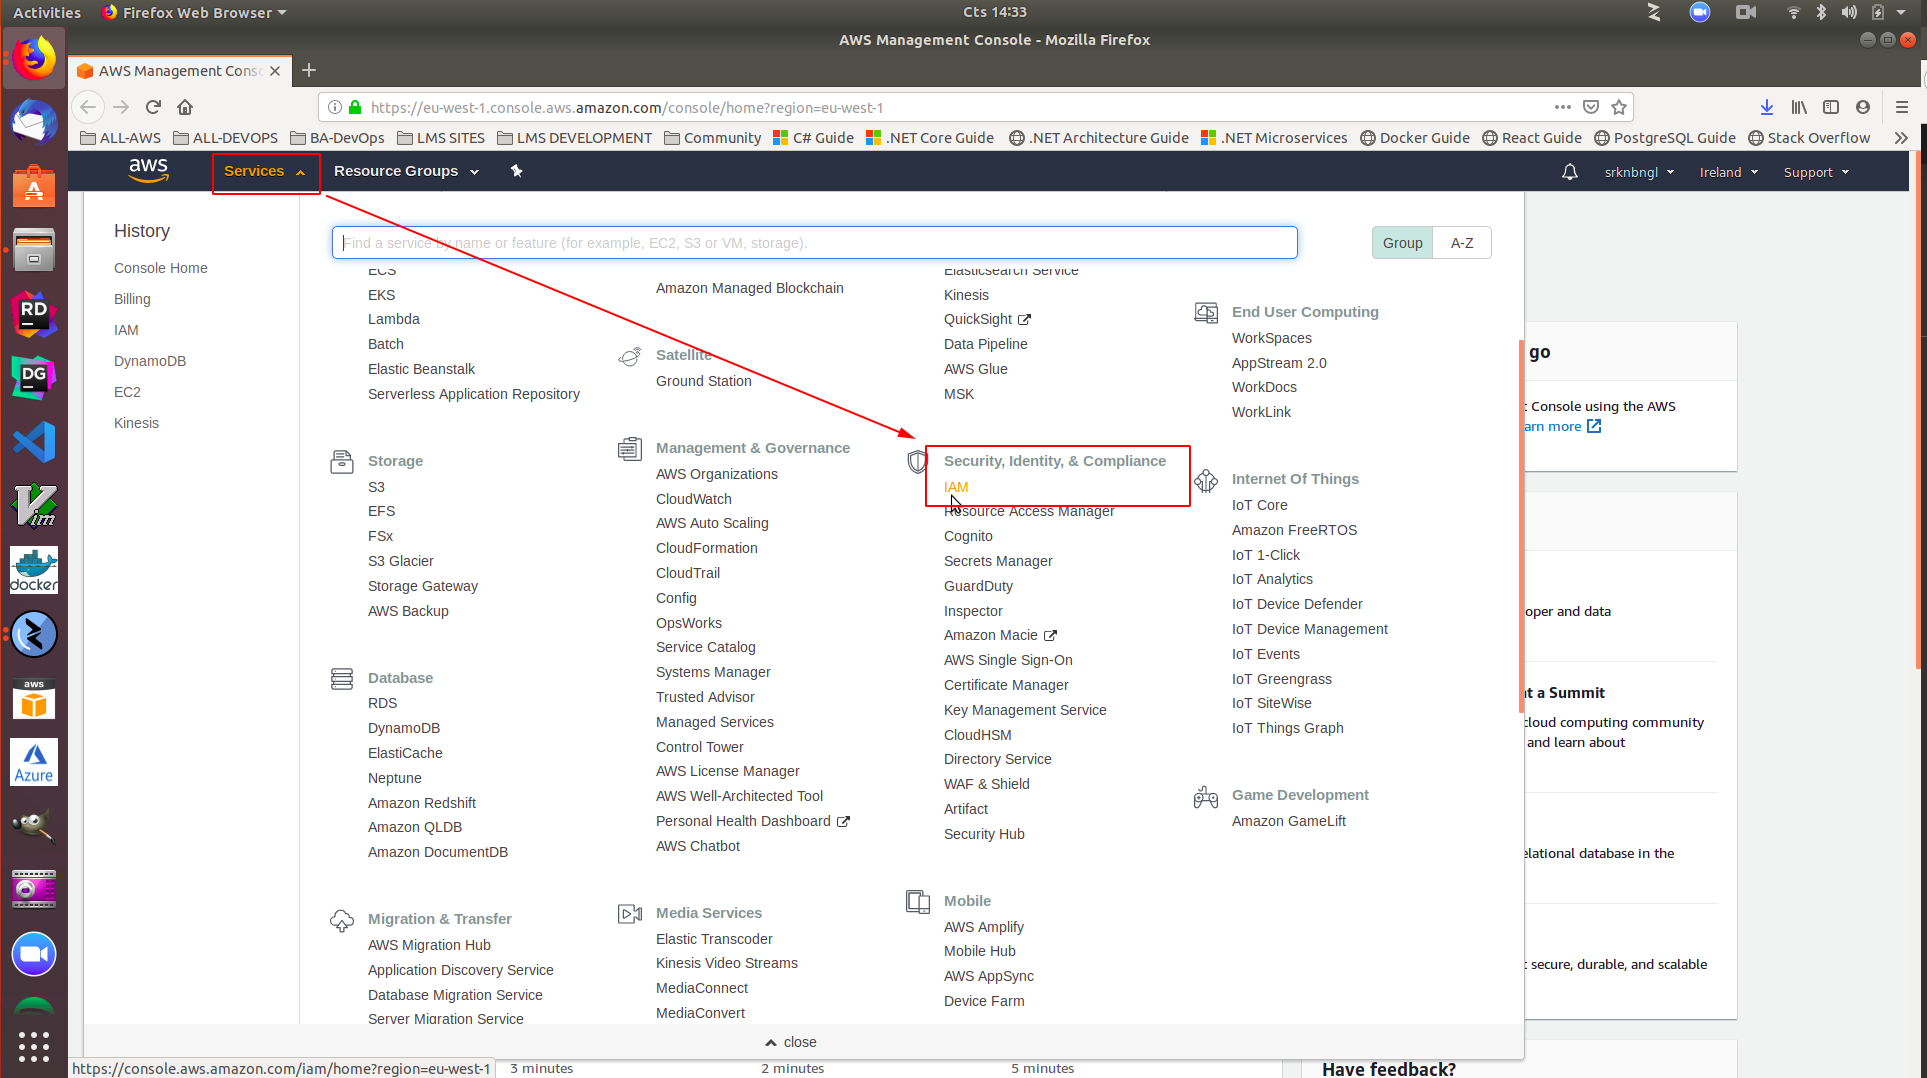 Activities
Firefox Web Browser
Cts 14:33
AWS Management Console - Mozilla Firefox
AWS Management Conso
https://eu-west-1.console.aws.amazon.com/console/home?region=eu-west-1
ALL-AWS
ALL-DEVOPS
BA-DevOps
LMS SITES
LMS DEVELOPMENT
Community
C# Guide
.NET Core Guide
.NET Architecture Guide
.NET Microservices
Docker Guide
React Guide
PostgreSQL Guide
Stack Overflow
aws
Services
Resource Groups
srknbngl
Ireland
Support
History
Console Home
Billing
IAM
DynamoDB
EC2
Kinesis
Find a service by name or feature (for example, EC2, S3 or VM, storage).
Group
A-Z
ECS
EKS
Lambda
Batch
Elastic Beanstalk
Serverless Application Repository
Storage
S3
EFS
FSx
S3 Glacier
Storage Gateway
AWS Backup
Database
RDS
DynamoDB
ElastiCache
Neptune
Amazon Redshift
Amazon QLDB
Amazon DocumentDB
Migration & Transfer
AWS Migration Hub
Application Discovery Service
Database Migration Service
Server Migration Service
Amazon Managed Blockchain
Satellite
Ground Station
Management & Governance
AWS Organizations
CloudWatch
AWS Auto Scaling
CloudFormation
CloudTrail
Config
OpsWorks
Service Catalog
Systems Manager
Trusted Advisor
Managed Services
Control Tower
AWS License Manager
AWS Well-Architected Tool
Personal Health Dashboard
AWS Chatbot
Media Services
Elastic Transcoder
Kinesis Video Streams
MediaConnect
MediaConvert
Elasticsearch Service
Kinesis
QuickSight
Data Pipeline
AWS Glue
MSK
Security, Identity, & Compliance
IAM
Resource Access Manager
Cognito
Secrets Manager
GuardDuty
Inspector
Amazon Macie
AWS Single Sign-On
Certificate Manager
Key Management Service
CloudHSM
Directory Service
WAF & Shield
Artifact
Security Hub
Mobile
AWS Amplify
Mobile Hub
AWS AppSync
Device Farm
End User Computing
WorkSpaces
AppStream 2.0
WorkDocs
WorkLink
Internet Of Things
IoT Core
Amazon FreeRTOS
IoT 1-Click
IoT Analytics
IoT Device Defender
IoT Device Management
IoT Events
IoT Greengrass
IoT SiteWise
IoT Things Graph
Game Development
Amazon GameLift
go
Console using the AWS
arn more
oper and data
t a Summit
cloud computing community
and learn about
elational database in the
secure, durable, and scalable
close
https://console.aws.amazon.com/iam/home?region=eu-west-1
3 minutes
2 minutes
5 minutes
Have feedback?
RD
DG
Vim
docker
aws
Azure